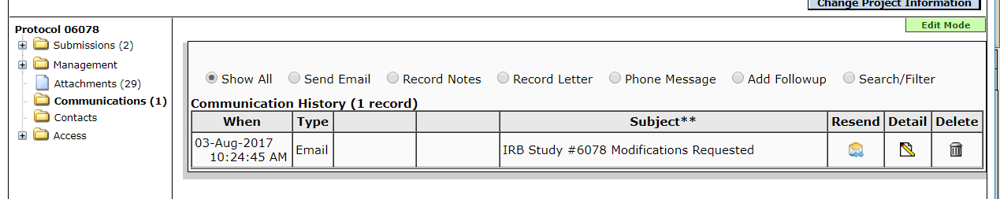 Change Project Information
Protocol 06078
Edit Mode
Submissions (2)
Management
Attachments (29)
Communications (1)
Contacts
Access
Show All Send Email Record Notes Record Letter Phone Message Add Followup Search/Filter
Communication History (1 record)
When Type Subject** Resend Detail Delete
03-Aug-2017
10:24:45 AM Email IRB Study #6078 Modifications Requested